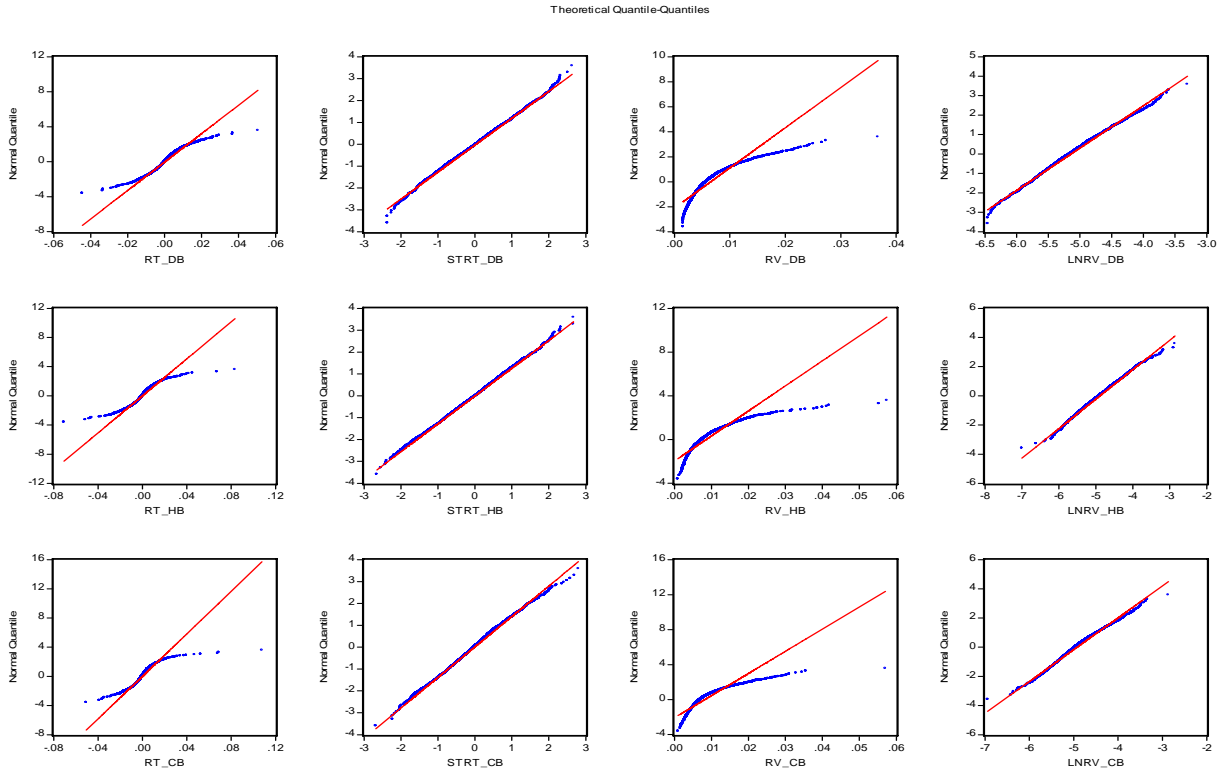 Theoretical Quantile-Quantiles
Normal Quantile
12
8
4
0
-4
-8
-.06 -.04 -.02 .00 .02 .04 .06
RT_DB
Normal Quantile
4
3
2
1
0
-1
-2
-3
-4
-3 -2 -1 0 1 2 3
STRT_DB
Normal Quantile
10
8
6
4
2
0
-2
-4
.00 .01 .02 .03 .04
RV_DB
Normal Quantile
5
4
3
2
1
0
-1
-2
-3
-4
-6.5 -6.0 -5.5 -5.0 -4.5 -4.0 -3.5 -3.0
LNRV_DB
Normal Quantile
12
8
4
0
-4
-8
-12
-.08 -.04 .00 .04 .08 .12
RT_HB
Normal Quantile
4
3
2
1
0
-1
-2
-3
-4
-3 -2 -1 0 1 2 3
STRT_HB
Normal Quantile
12
8
4
0
-4
.00 .01 .02 .03 .04 .05 .06
RV_HB
Normal Quantile
6
4
2
0
-2
-4
-6
-8 -7 -6 -5 -4 -3 -2
LNRV_HB
Normal Quantile
16
12
8
4
0
-4
-8
-.08 -.04 .00 .04 .08 .12
RT_CB
Normal Quantile
4
3
2
1
0
-1
-2
-3
-4
-3 -2 -1 0 1 2 3
STRT_CB
Normal Quantile
16
12
8
4
0
-4
.00 .01 .02 .03 .04 .05 .06
RV_CB
Normal Quantile
6
4
2
0
-2
-4
-6
-7 -6 -5 -4 -3 -2
LNRV_CB